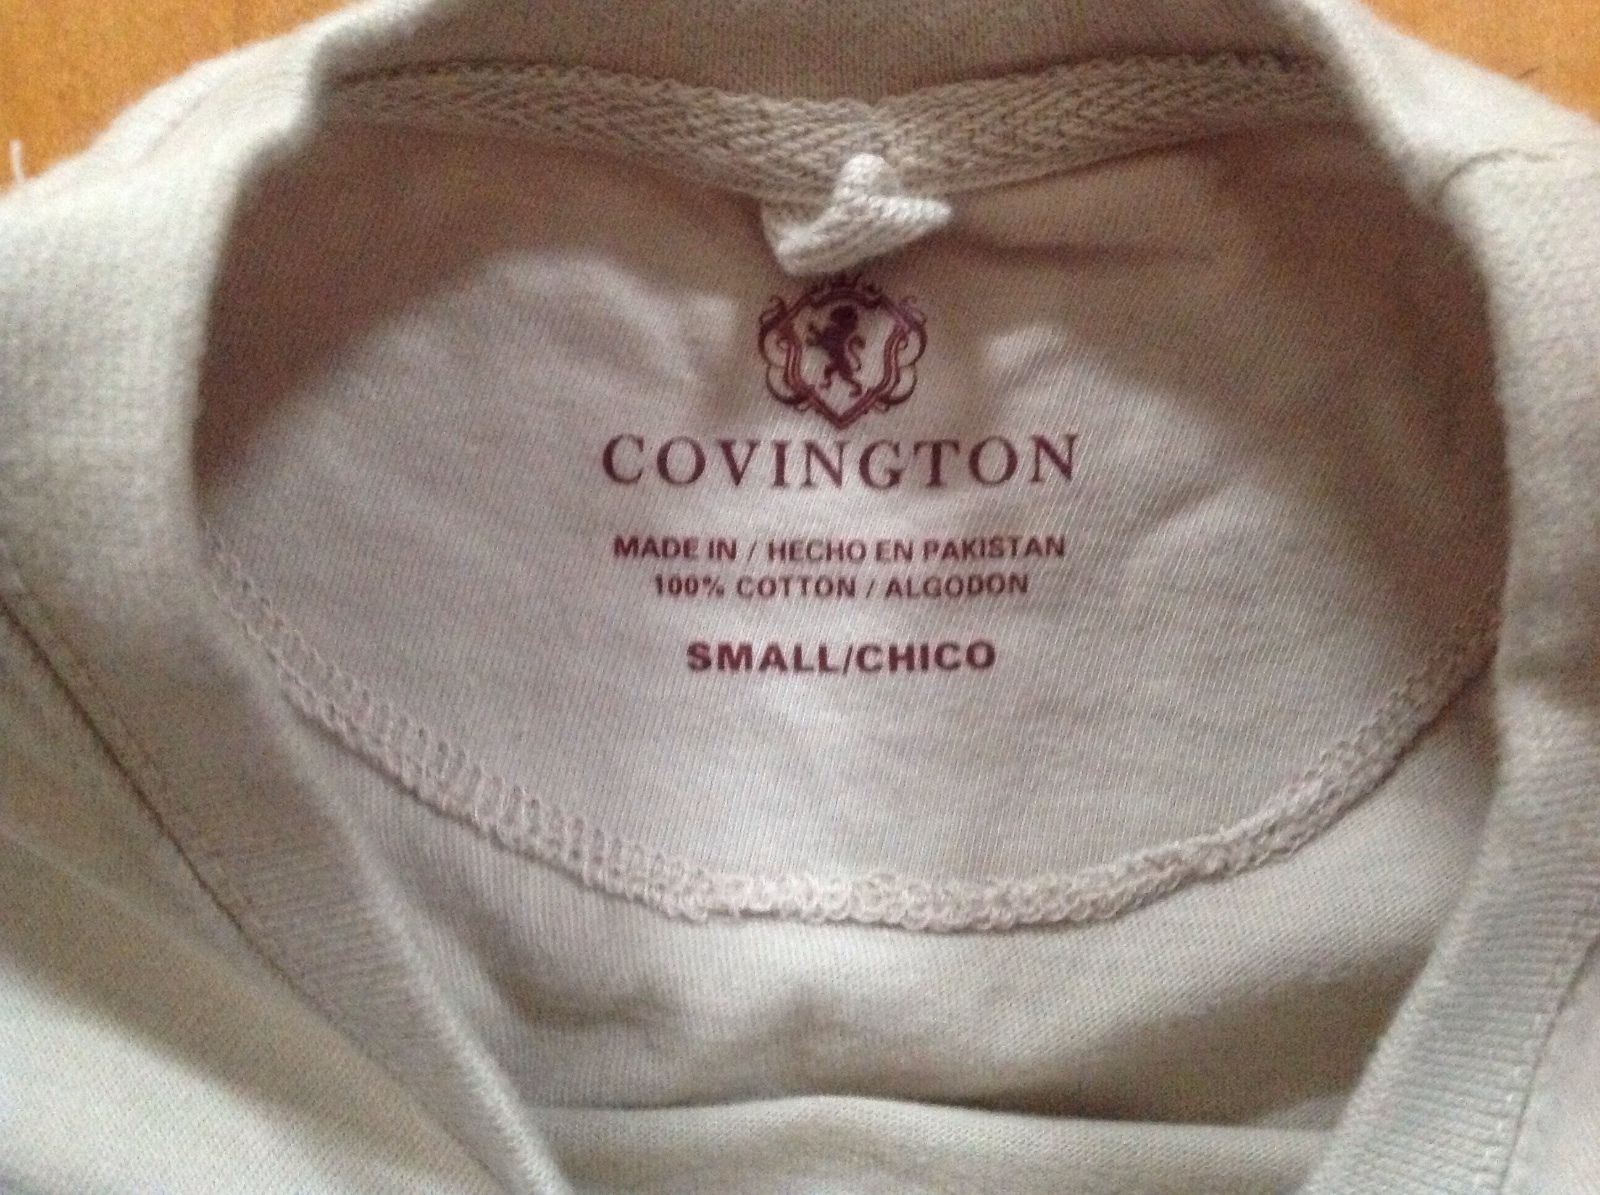 COVINGTON
MADE IN / HECHO EN PAKISTAN
100% COTTON / ALGODON
SMALL/CHICO